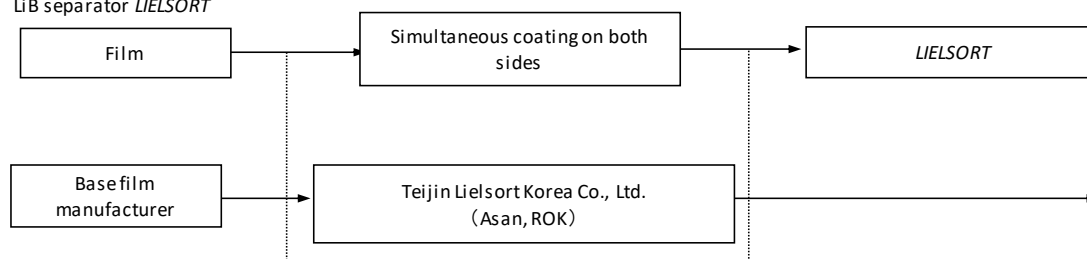 LiB separator LIELSORT
Film
Simultaneous coating on both
sides
LIELSORT
Base film
manufacturer
Teijin Lielsort Korea Co., Ltd.
（Asan, ROK）